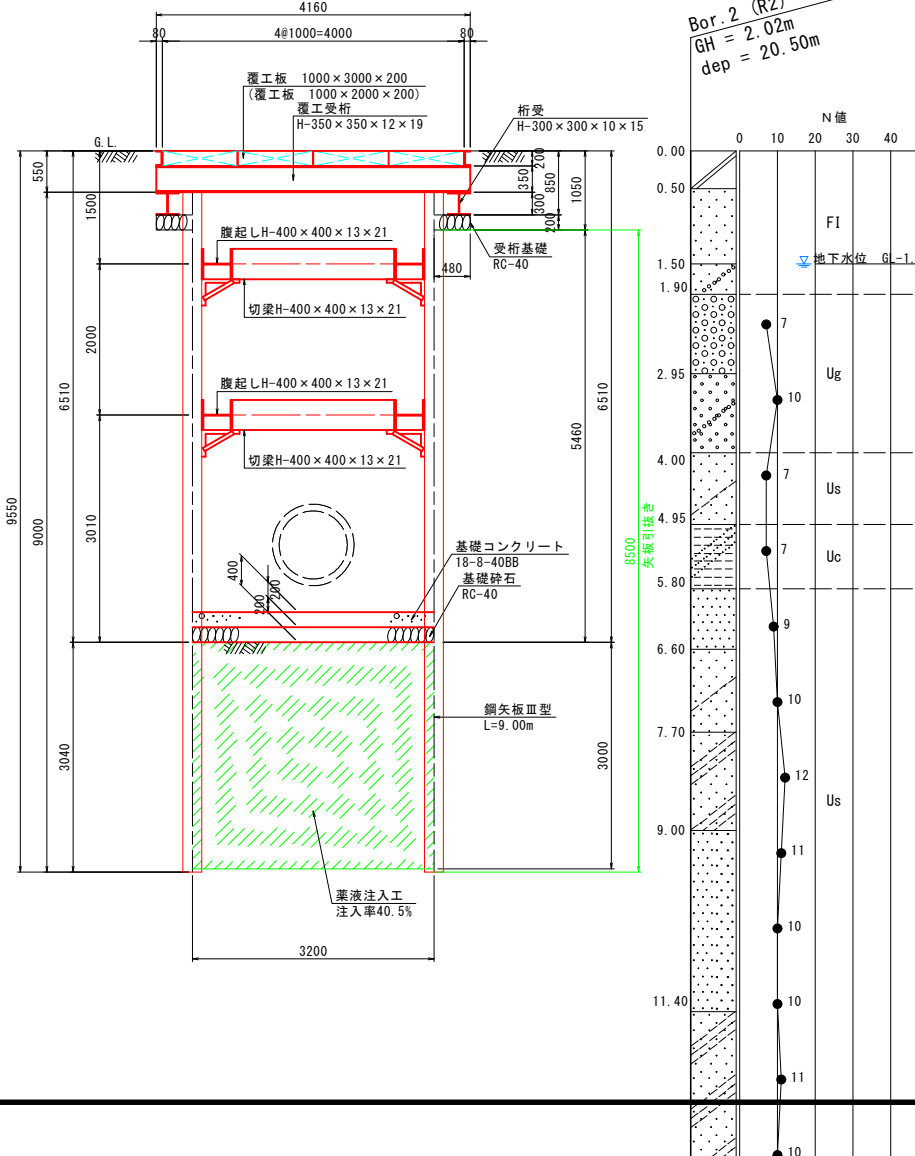 4160
80
4@1000=4000
80
覆工板 1000×3000×200
(覆工板 1000×2000×200)
覆工受桁
H-350×350×12×19
桁受
H-300×300×10×15
G.L.
550
1500
200
350
850
300
1050
200
腹起しH-400×400×13×21
受桁基礎
RC-40
480
切梁H-400×400×13×21
2000
腹起しH-400×400×13×21
切梁H-400×400×13×21
6510
6510
5460
9550
9000
3010
8500
矢板引抜き
基礎コンクリート
18-8-40BB
基礎砕石
RC-40
400
200
200
鋼矢板Ⅲ型
L=9.00m
3040
3000
薬液注入工
注入率40.5%
3200
Bor.2 (R2)
GH = 2.02m
dep = 20.50m
N値
0 10 20 30 40
0.00
0.50
FI
1.50
地下水位 GL-1.
1.90
7
Ug
2.95
10
4.00
7
Us
4.95
7
Uc
5.80
9
6.60
10
7.70
12
Us
9.00
11
10
11.40
10
11
10